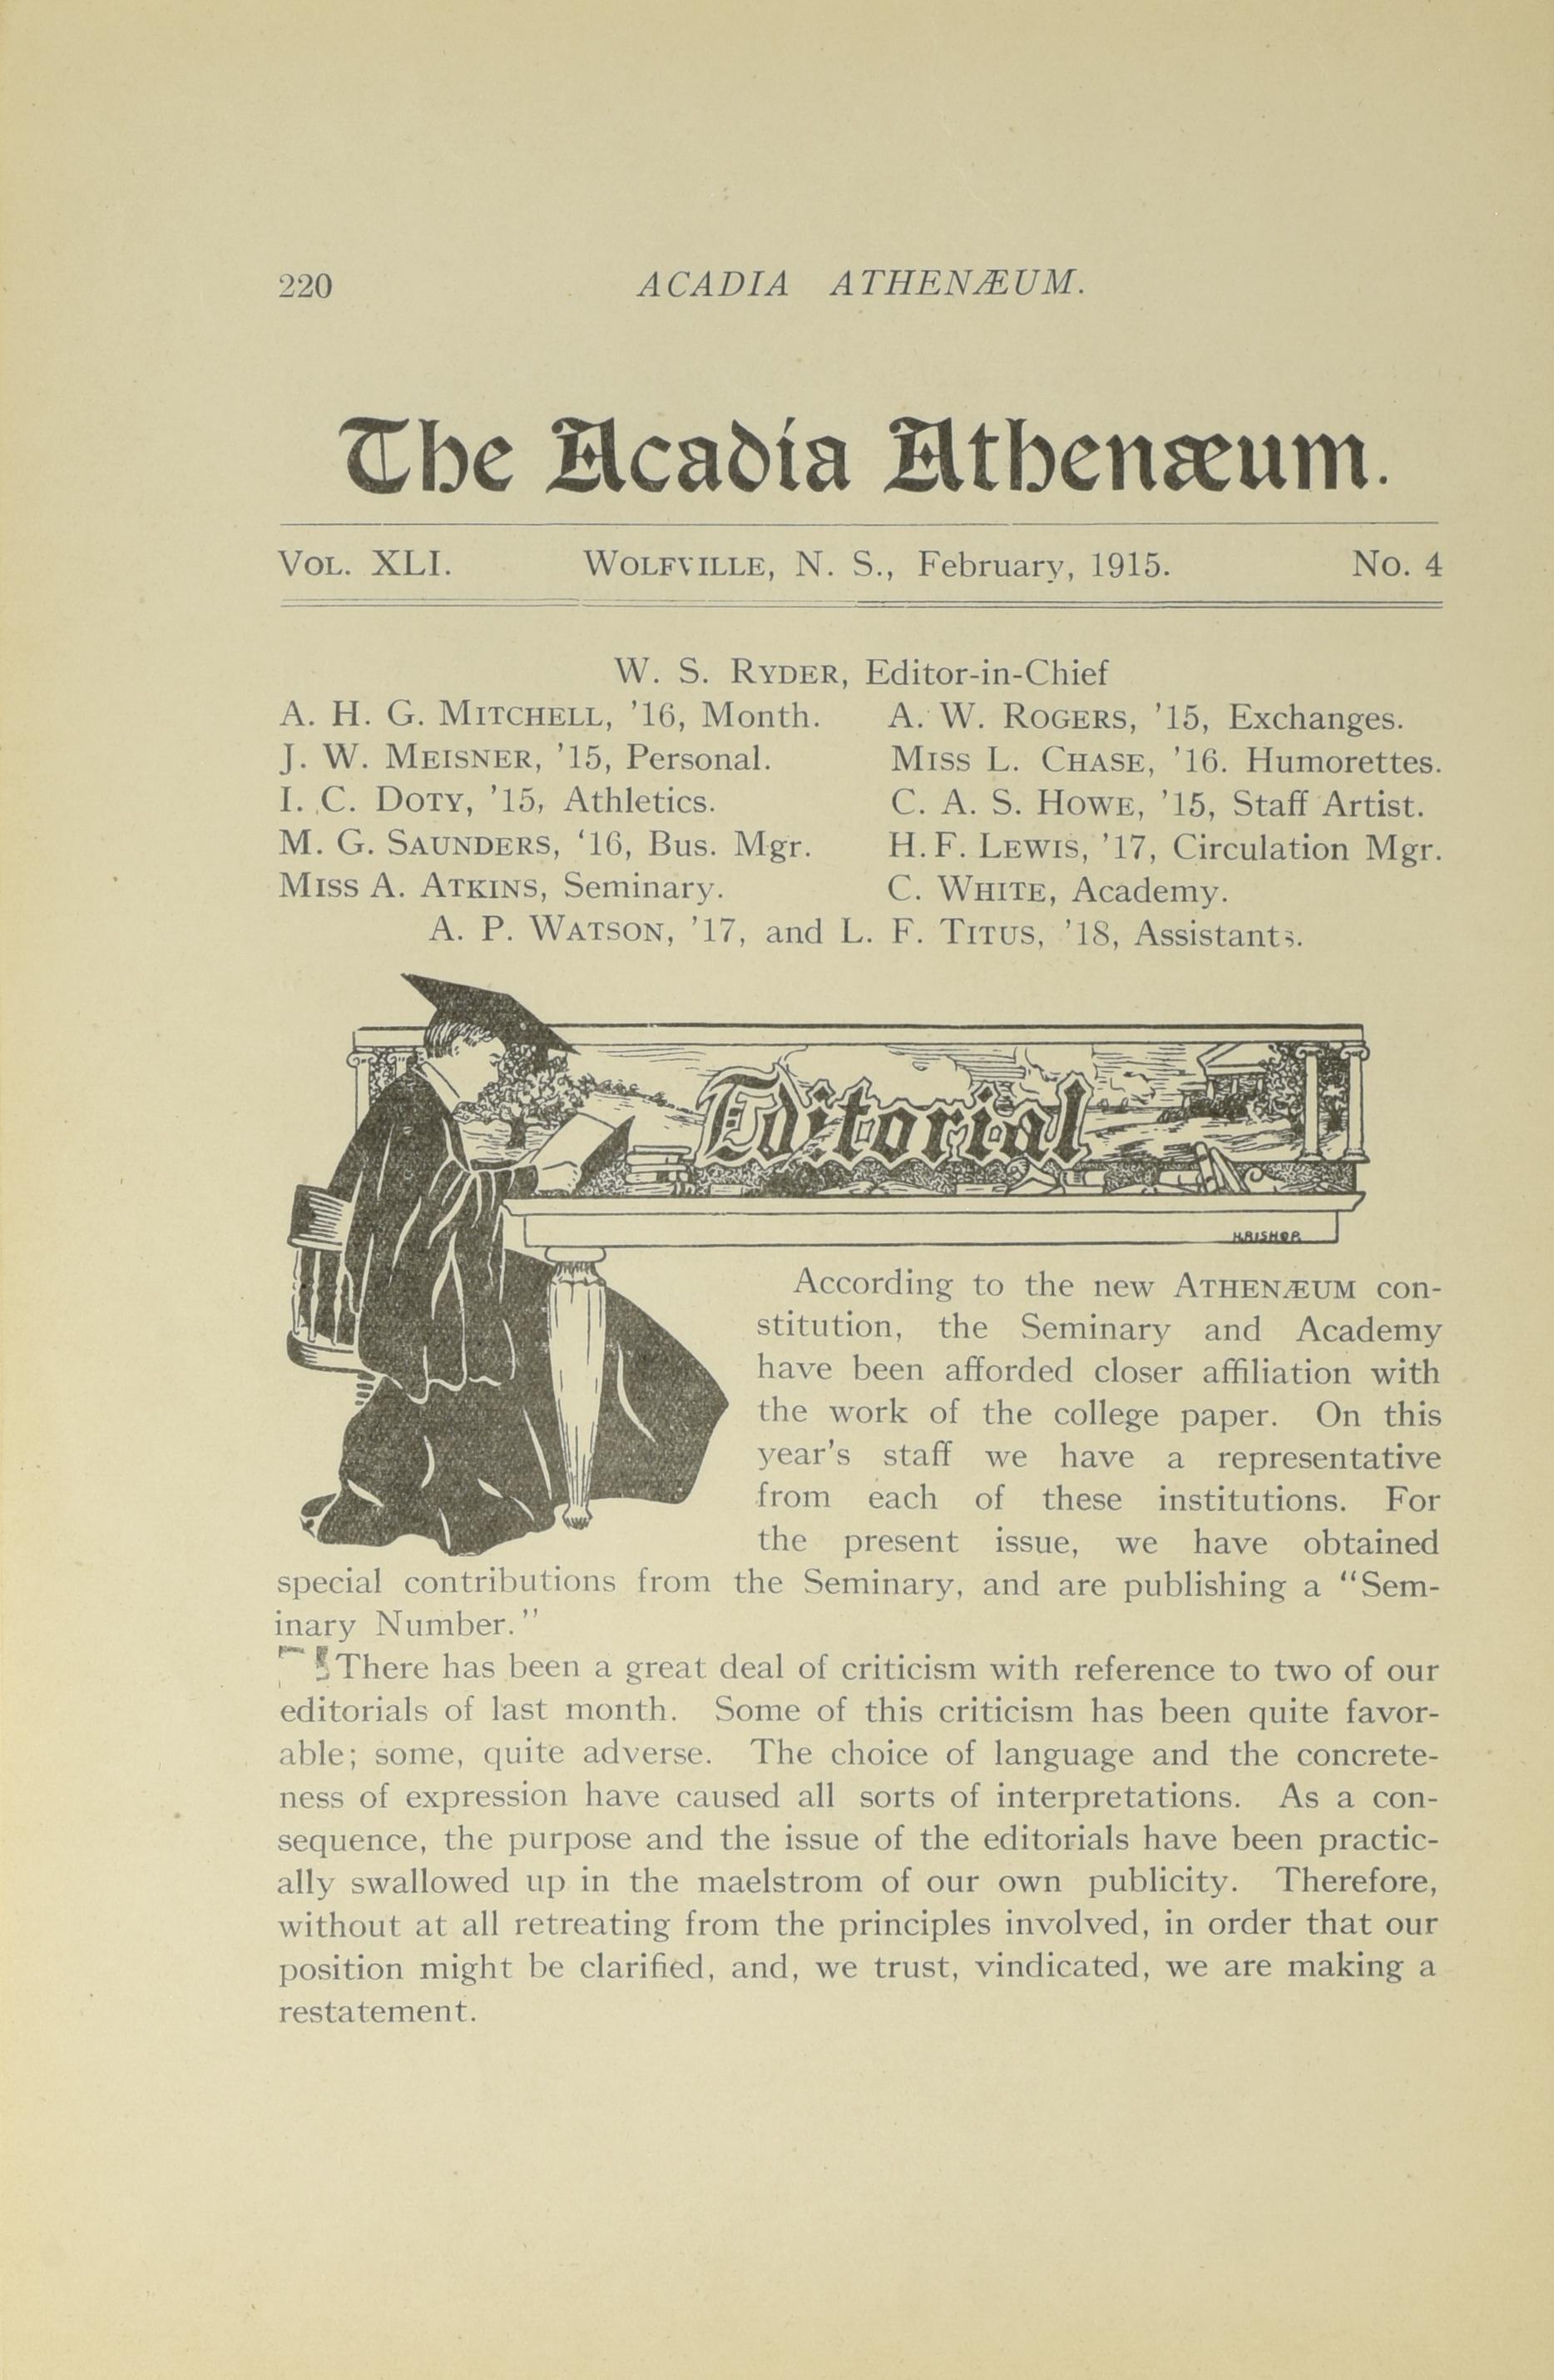 220 ACADIA ATHENÆUM.
The Acadia Athenæum.
VOL. XLI. WOLFVILLE, N. S., February, 1915. No. 4
W. S. RYDER, Editor-in-Chief
A. H. G. MITCHELL, ’16, Month. A. W. ROGERS, ’15, Exchanges.
J. W. MEISNER, ’15, Personal. MISS L. CHASE, ’16. Humorettes.
I. C. DOTY, ’15, Athletics. C. A. S. HOWE, ’15, Staff Artist.
M. G. SAUNDERS, ‘16, Bus. Mgr. H. F. LEWIS, ’17, Circulation Mgr.
MISS A. ATKINS, Seminary. C. WHITE, Academy.
A. P. WATSON, ’17, and L. F. TITUS, ’18, Assistants.
Editorial
According to the new ATHENÆUM con-
stitution, the Seminary and Academy
have been afforded closer affiliation with
the work of the college paper. On this
year’s staff we have a representative
from each of these institutions. For
the present issue, we have obtained
special contributions from the Seminary, and are publishing a “Sem-
inary Number.”
There has been a great deal of criticism with reference to two of our
editorials of last month. Some of this criticism has been quite favor-
able; some, quite adverse. The choice of language and the concrete-
ness of expression have caused all sorts of interpretations. As a con-
sequence, the purpose and the issue of the editorials have been practic-
ally swallowed up in the maelstrom of our own publicity. Therefore,
without at all retreating from the principles involved, in order that our
position might be clarified, and, we trust, vindicated, we are making a
restatement.